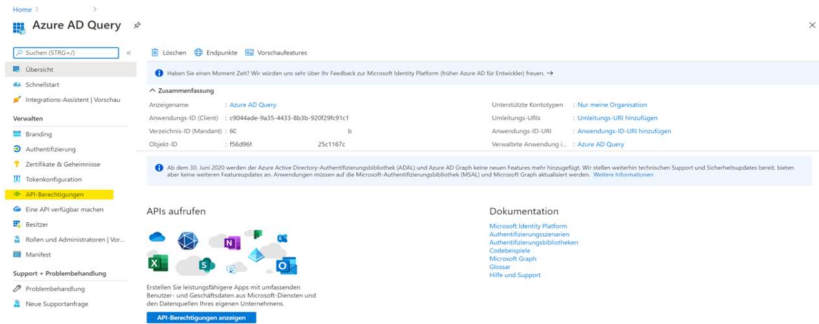 Home >
>
Azure AD Query
Suchen (STRG+/)
«
Löschen
Endpunkte
Vorschaufeatures
Übersicht
Schnellstart
Integrations-Assistent | Vorschau
Verwalten
Branding
Authentifizierung
Zertifikate & Geheimnisse
Tokenkonfiguration
API-Berechtigungen
Eine API verfügbar machen
Besitzer
Rollen und Administratoren | Vor...
Manifest
Support + Problembehandlung
Problembehandlung
Neue Supportanfrage
Haben Sie einen Moment Zeit? Wir würden uns sehr über Ihr Feedback zur Microsoft Identity Platform (früher Azure AD für Entwickler) freuen. →
Zusammenfassung
Anzeigename : Azure AD Query
Anwendungs-ID (Client) : c9044ade-9a35-4433-8b3b-920f29fc91c1
Verzeichnis-ID (Mandant) : 6C b
Objekt-ID : f56d96f 25c1167c
Unterstützte Kontotypen : Nur meine Organisation
Umleitungs-URIs : Umleitungs-URI hinzufügen
Anwendungs-ID-URI : Anwendungs-ID-URI hinzufügen
Verwaltete Anwendung i... : Azure AD Query
Ab dem 30. Juni 2020 werden der Azure Active Directory-Authentifizierungsbibliothek (ADAL) und Azure AD Graph keine neuen Features mehr hinzugefügt. Wir stellen weiterhin technischen Support und Sicherheitsupdates bereit, bieten
aber keine weiteren Featureupdates an. Anwendungen müssen auf die Microsoft-Authentifizierungsbibliothek (MSAL) und Microsoft Graph aktualisiert werden. Weitere Informationen
APIs aufrufen
Erstellen Sie leistungsfähigere Apps mit umfassenden
Benutzer- und Geschäftsdaten aus Microsoft-Diensten und
den Datenquellen Ihres eigenen Unternehmens.
API-Berechtigungen anzeigen
Dokumentation
Microsoft Identity Platform
Authentifizierungsszenarien
Authentifizierungsbibliotheken
Codebeispiele
Microsoft Graph
Glossar
Hilfe und Support